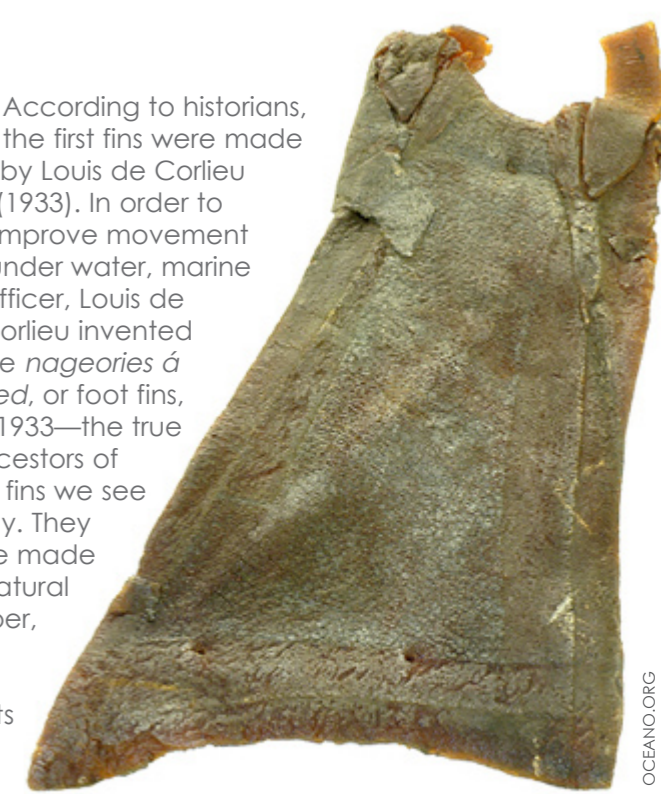 According to historians,
the first fins were made
by Louis de Corlieu
(1933). In order to
improve movement
under water, marine
fficer, Louis de
orlieu invented
e nageories á
ed, or foot fins,
1933—the true
cestors of
fins we see
y. They
e made
atural
ber,
ts
OCEANO.ORG